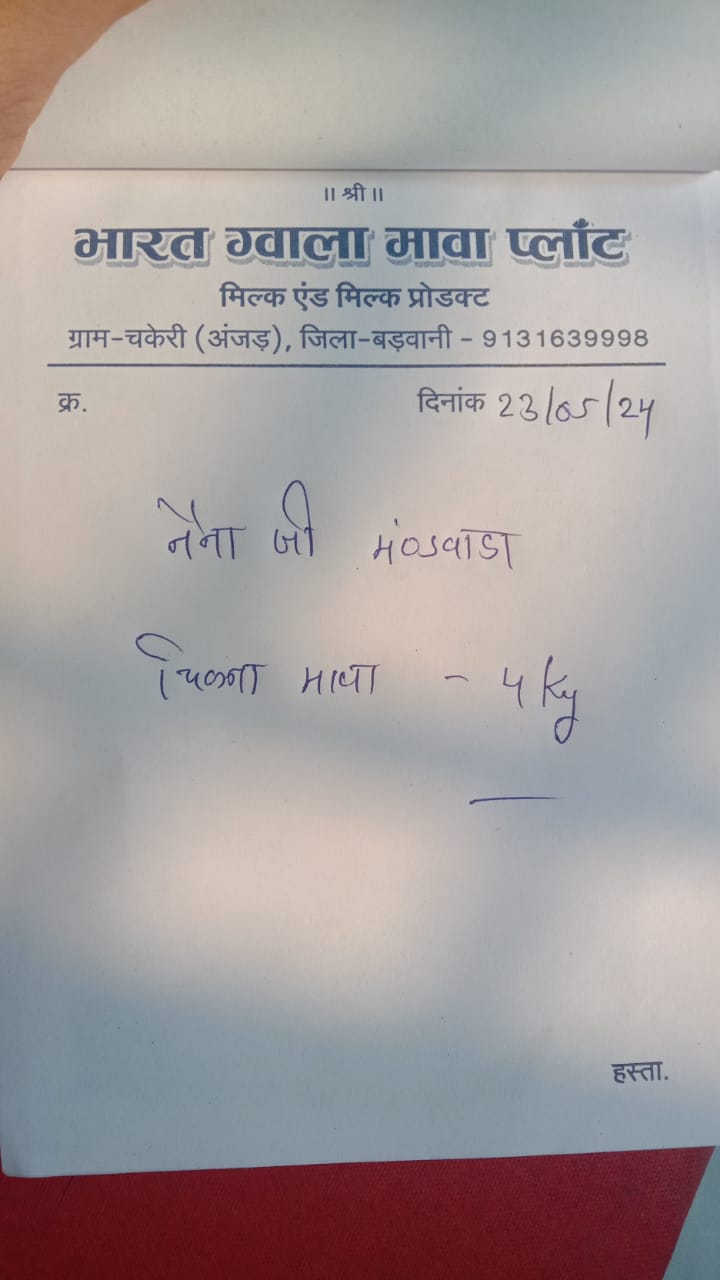 ॥ श्री ॥
भारत ग्वाला मावा प्लाँट
मिल्क एंड मिल्क प्रोडक्ट
ग्राम-चकेरी (अंजड़), जिला-बड़वानी - 9131639998
क्र. दिनांक 23/05/24
नैना जी मंडवाडा
चिकना मावा - 4 Kg
हस्ता.